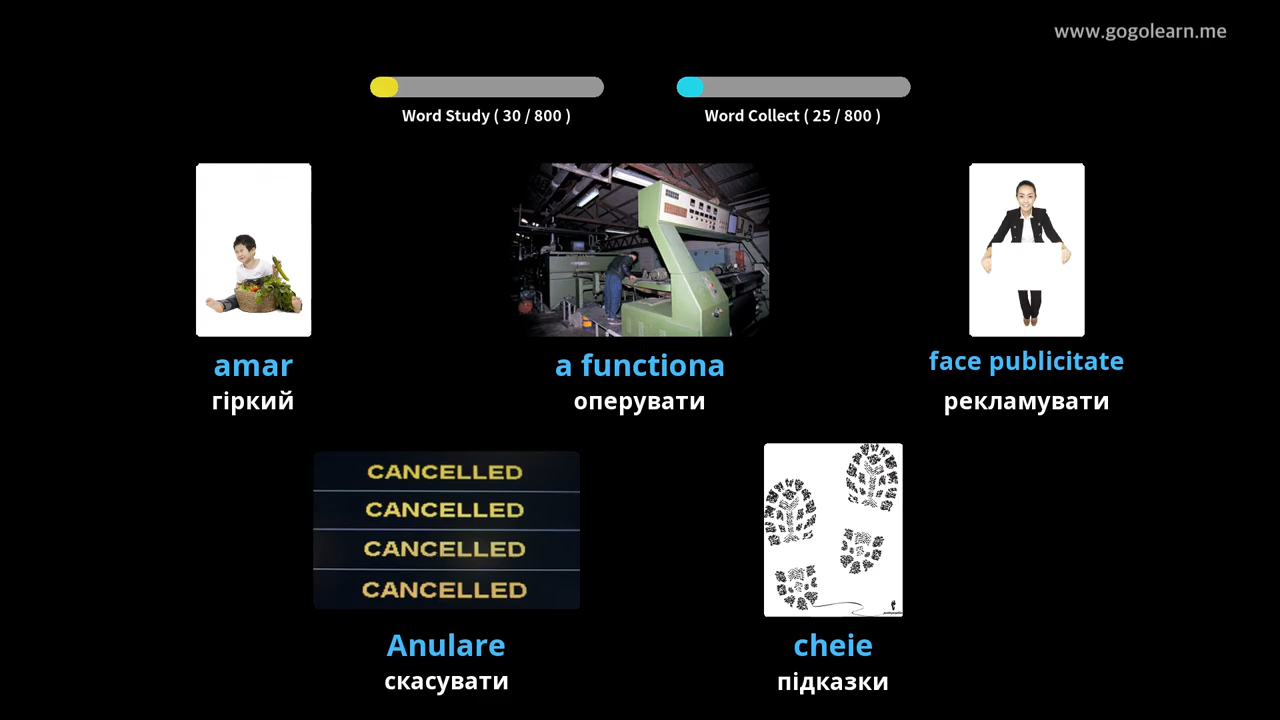 www.gogolearn.me
Word Study ( 30 / 800 )
Word Collect ( 25 / 800 )
amar
гіркий
a functiona
оперувати
face publicitate
рекламувати
CANCELLED
CANCELLED
CANCELLED
CANCELLED
Anulare
скасувати
cheie
підказки